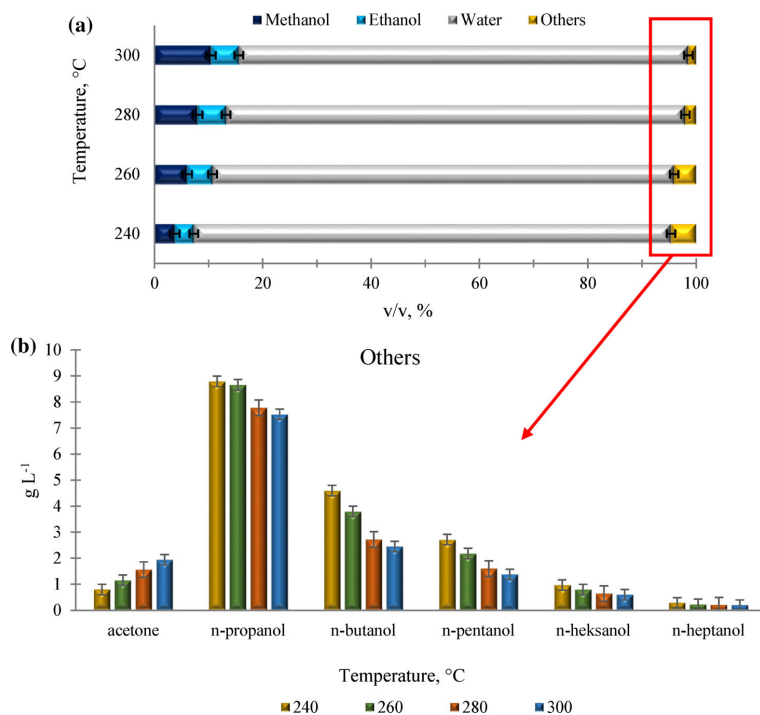 (a)
Methanol Ethanol Water Others
Temperature, °C
300
280
260
240
0 20 40 60 80 100
v/v, %
(b)
Others
g L-1
10
9
8
7
6
5
4
3
2
1
0
acetone n-propanol n-butanol n-pentanol n-heksanol n-heptanol
Temperature, °C
240 260 280 300